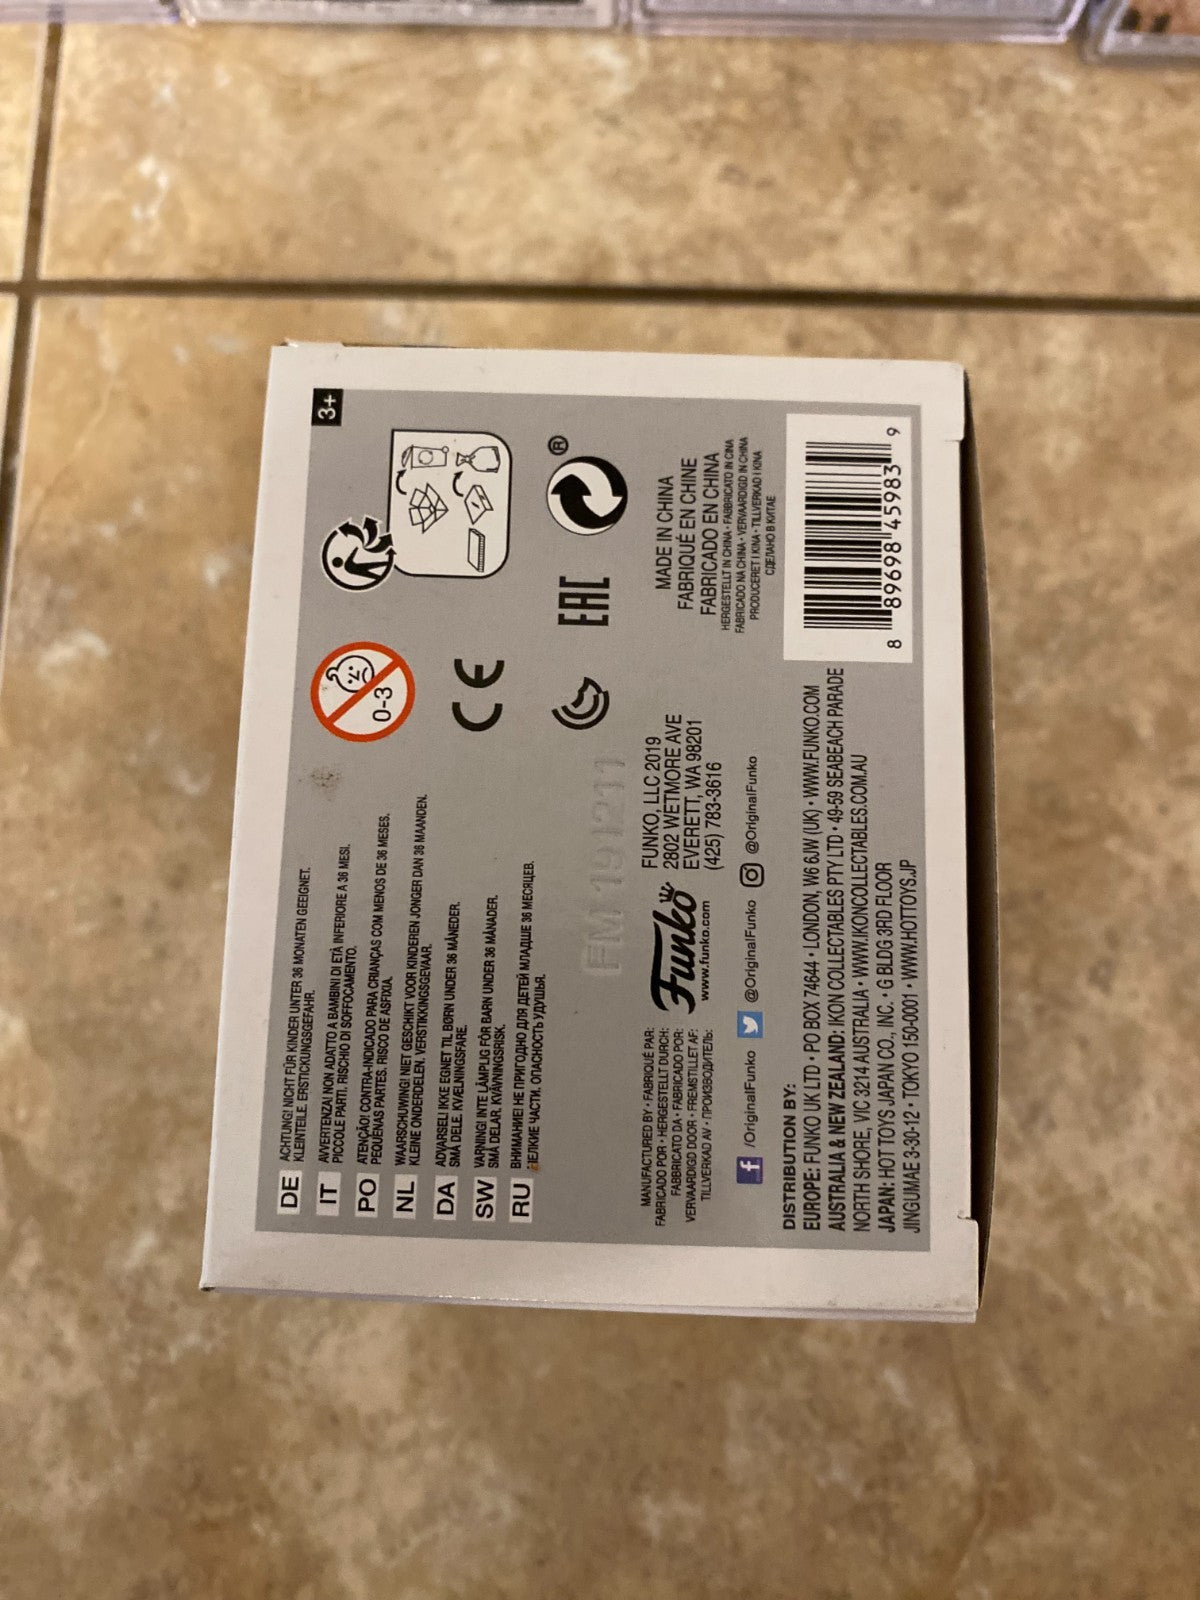 3+
DE
ACHTUNG! NICHT FÜR KINDER UNTER 36 MONATEN GEEIGNET.
KLEINTEILE. ERSTICKUNGSGEFAHR.
IT
AVVERTENZA! NON ADATTO A BAMBINI DI ETÀ INFERIORE A 36 MESI.
PICCOLE PARTI. RISCHIO DI SOFFOCAMENTO.
PO
ATENÇÃO! CONTRA-INDICADO PARA CRIANÇAS COM MENOS DE 36 MESES.
PEQUENAS PARTES. RISCO DE ASFIXIA.
NL
WAARSCHUWING! NIET GESCHIKT VOOR KINDEREN JONGER DAN 36 MAANDEN.
KLEINE ONDERDELEN. VERSTIKKINGSGEVAAR.
DA
ADVARSEL! IKKE EGNET TIL BØRN UNDER 36 MÅNEDER.
SMÅ DELE. KVÆLNINGSFARE.
SW
VARNING! INTE LÄMPLIG FÖR BARN UNDER 36 MÅNADER.
SMÅ DELAR. KVÄVNINGSRISK.
RU
ВНИМАНИЕ! НЕ ПРИГОДНО ДЛЯ ДЕТЕЙ МЛАДШЕ 36 МЕСЯЦЕВ.
МЕЛКИЕ ЧАСТИ. ОПАСНОСТЬ УДУШЬЯ.
0-3
CE
EAC
®
FM 191211
MANUFACTURED BY • FABRIQUÉ PAR:
FABRICADO POR • HERGESTELLT DURCH:
FABBRICATO DA • FABRICADO POR:
VERVAARDIGD DOOR • FREMSTILLET AF:
TILLVERKAD AV • ПРОИЗВОДИТЕЛЬ:
Funko
www.funko.com
FUNKO, LLC 2019
2802 WETMORE AVE
EVERETT, WA 98201
(425) 783-3616
MADE IN CHINA
FABRIQUÉ EN CHINE
FABRICADO EN CHINA
HERGESTELLT IN CHINA • FABBRICATO IN CINA
FABRICADO NA CHINA • VERVAARDIGD IN CHINA
PRODUCERET I KINA • TILLVERKAD I KINA
СДЕЛАНО В КИТАЕ
/OriginalFunko
@OriginalFunko
@OriginalFunko
DISTRIBUTION BY:
EUROPE: FUNKO UK LTD • PO BOX 74644 • LONDON, W6 6JW (UK) • WWW.FUNKO.COM
AUSTRALIA & NEW ZEALAND: IKON COLLECTABLES PTY LTD • 49-59 SEABEACH PARADE
NORTH SHORE, VIC 3214 AUSTRALIA • WWW.IKONCOLLECTABLES.COM.AU
JAPAN: HOT TOYS JAPAN CO., INC. • G BLDG 3RD FLOOR
JINGUMAE 3-30-12 • TOKYO 150-0001 • WWW.HOTTOYS.JP
8 89698 45983 9